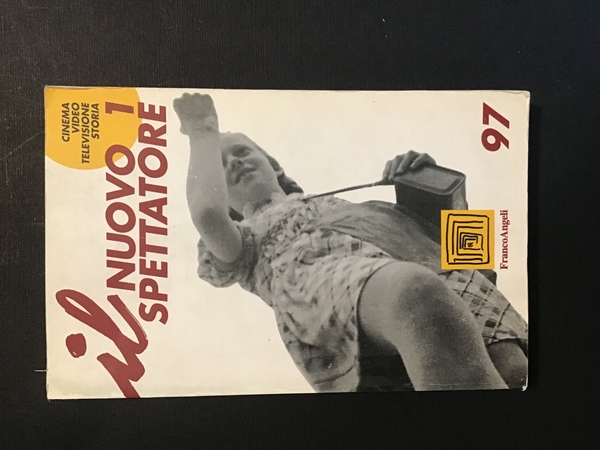 CINEMA
VIDEO
TELEVISIONE
STORIA
il NUOVO 1
SPETTATORE
97
FrancoAngeli